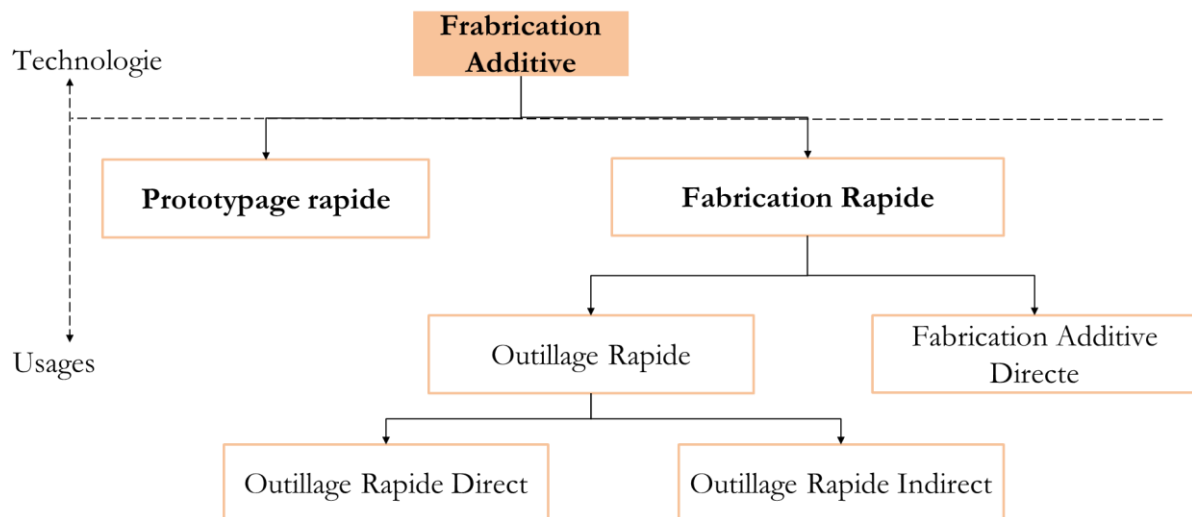 Frabrication
Additive
Technologie
Prototypage rapide
Fabrication Rapide
Outillage Rapide
Fabrication Additive
Directe
Usages
Outillage Rapide Direct
Outillage Rapide Indirect